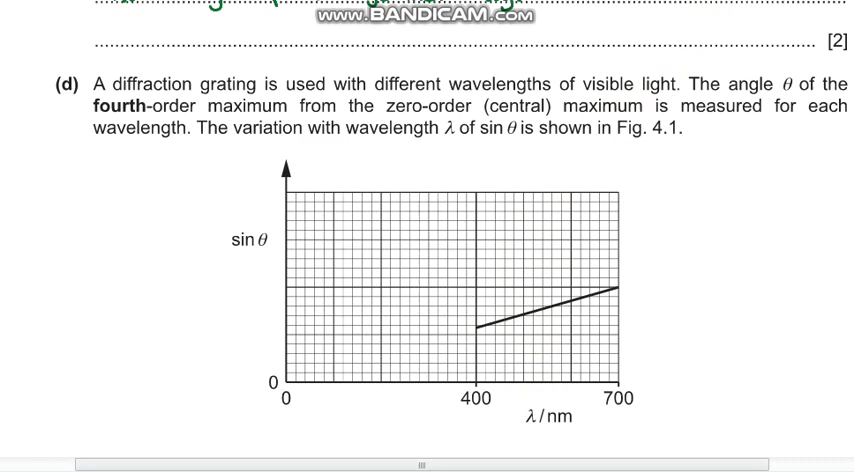 www.BANDICAM.com
[2]
(d) A diffraction grating is used with different wavelengths of visible light. The angle θ of the
fourth-order maximum from the zero-order (central) maximum is measured for each
wavelength. The variation with wavelength λ of sin θ is shown in Fig. 4.1.
sin θ
0
0 400 700
λ / nm